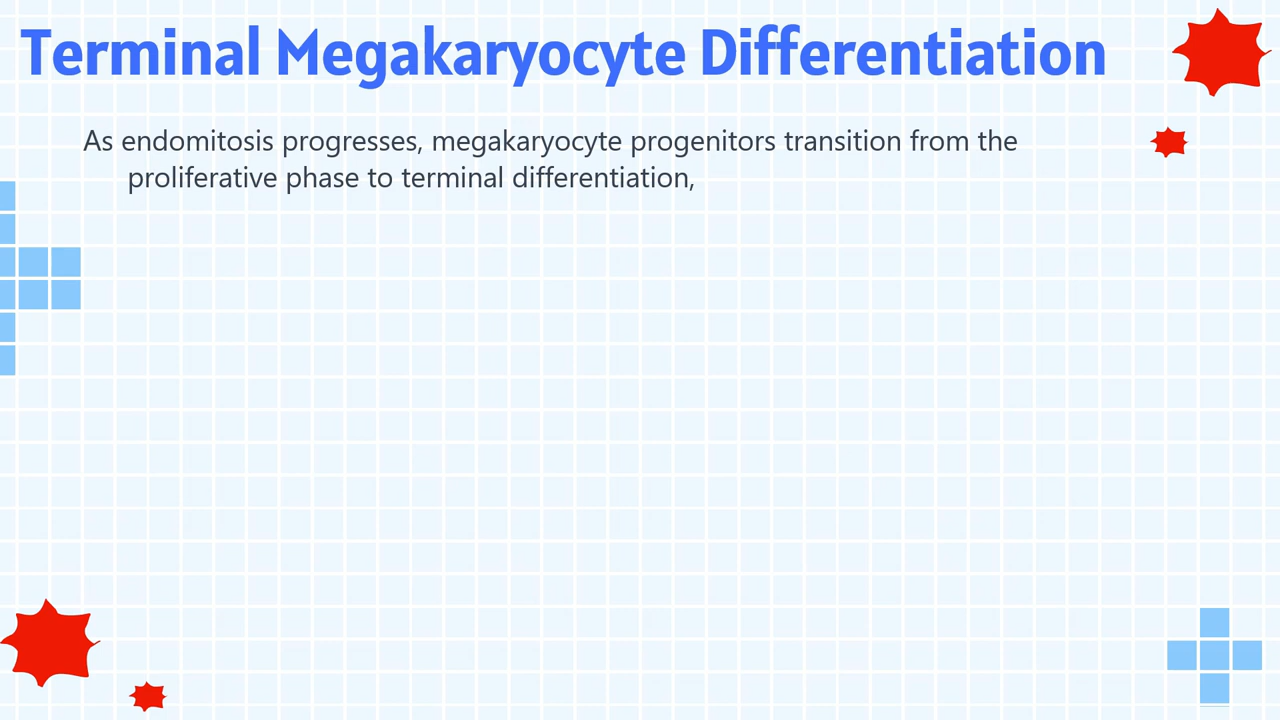 Terminal Megakaryocyte Differentiation
As endomitosis progresses, megakaryocyte progenitors transition from the
proliferative phase to terminal differentiation,